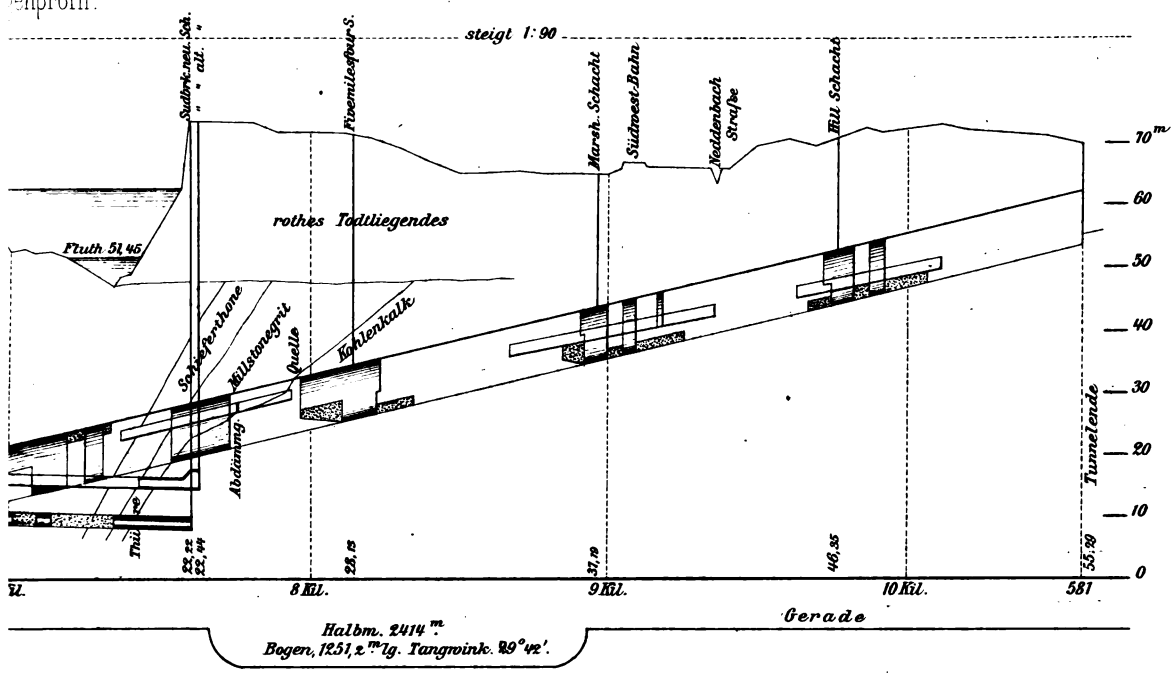 steigt 1:90
Sudbrk. neu. Sch.
" " alt. "
Fivemilesfour S.
Marsh. Schacht
Südwest-Bahn
Neddenbach
Straße
Hill Schacht
70 m
60
50
40
30
20
10
0
rothes Todtliegendes
Fluth 51,45
Schieferthone
Millstonegrit
Quelle
Kohlenkalk
Abdämmg.
Tunnelende
22,22
22,44
28,13
37,19
46,35
55,29
8 Kil.
9 Kil.
10 Kil.
581
Gerade
Halbm. 2414 m.
Bogen, 1251,2 m lg. Tangwink. 29° 42'.